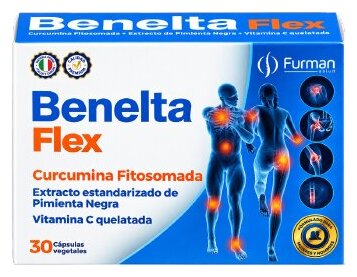 Benelta Flex
Curcumina Fitosomada + Extracto de Pimienta Negra + Vitamina C quelatada
Furman
salud
Benelta
Flex
Curcumina Fitosomada
Extracto estandarizado de
Pimienta Negra
Vitamina C quelatada
30 Cápsulas
vegetales